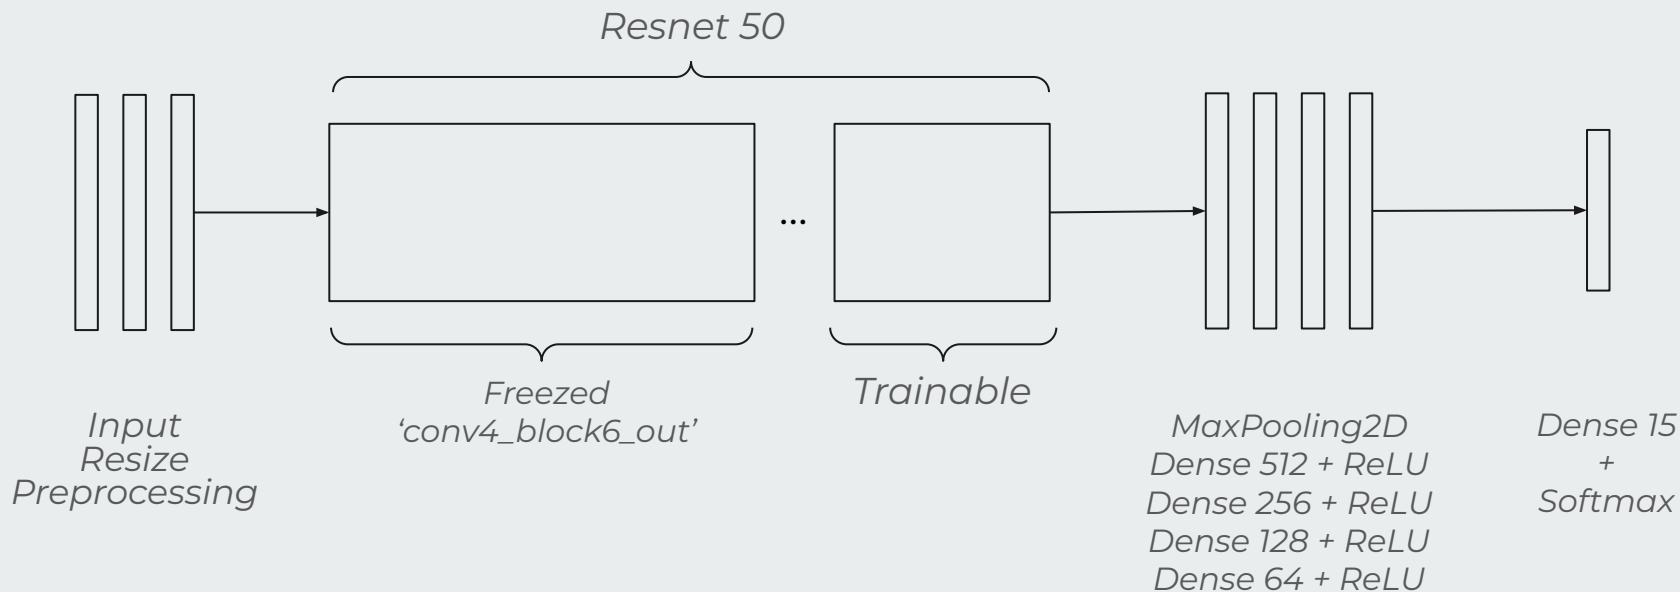 Resnet 50
...
Freezed
‘conv4_block6_out’
Trainable
Input
Resize
Preprocessing
MaxPooling2D
Dense 512 + ReLU
Dense 256 + ReLU
Dense 128 + ReLU
Dense 64 + ReLU
Dense 15
+
Softmax